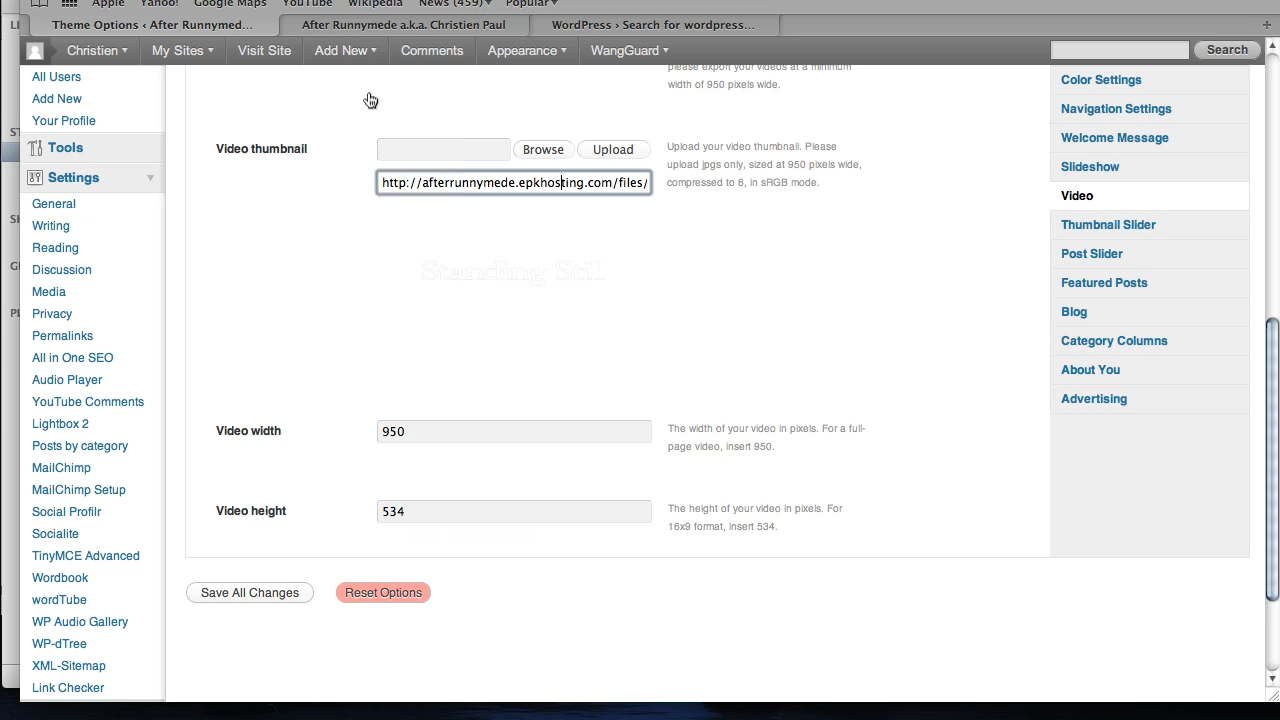 Apple Yahoo! Google Maps YouTube Wikipedia News (459)▾ Popular▾
Theme Options ‹ After Runnymed... After Runnymede a.k.a. Christien Paul WordPress › Search for wordpress...
Christien ▾ My Sites ▾ Visit Site Add New ▾ Comments Appearance ▾ WangGuard ▾ Search
All Users
Add New
Your Profile
Tools
Settings
General
Writing
Reading
Discussion
Media
Privacy
Permalinks
All in One SEO
Audio Player
YouTube Comments
Lightbox 2
Posts by category
MailChimp
MailChimp Setup
Social Profilr
Socialite
TinyMCE Advanced
Wordbook
wordTube
WP Audio Gallery
WP-dTree
XML-Sitemap
Link Checker
please export your videos at a minimum
width of 950 pixels wide.
Video thumbnail Browse Upload
http://afterrunnymede.epkhosting.com/files/
Upload your video thumbnail. Please
upload jpgs only, sized at 950 pixels wide,
compressed to 6, in sRGB mode.
Standing Still
Video width 950
The width of your video in pixels. For a full-
page video, insert 950.
Video height 534
The height of your video in pixels. For
16x9 format, insert 534.
Save All Changes Reset Options
Color Settings
Navigation Settings
Welcome Message
Slideshow
Video
Thumbnail Slider
Post Slider
Featured Posts
Blog
Category Columns
About You
Advertising